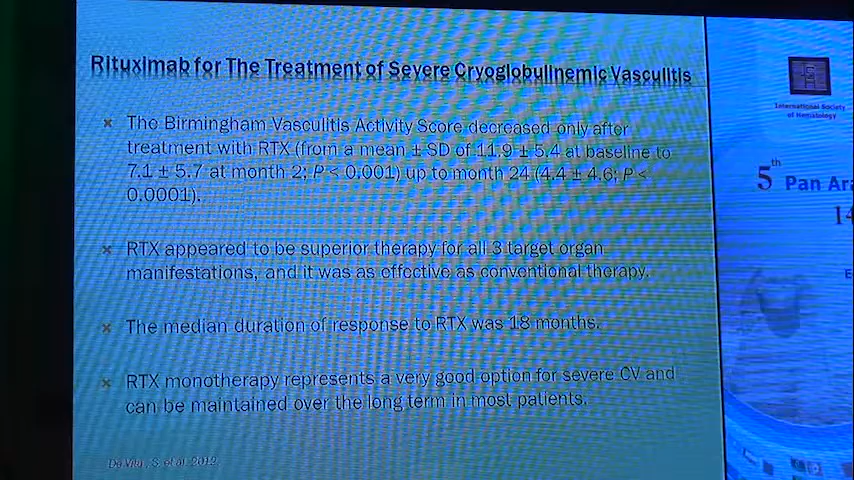 Rituximab for The Treatment of Severe Cryoglobulinemic Vasculitis
The Birmingham Vasculitis Activity Score decreased only after
treatment with RTX (from a mean ± SD of 11.9 ± 5.4 at baseline to
7.1 ± 5.7 at month 2; P < 0.001) up to month 24 (4.4 ± 4.6; P <
0.0001).
RTX appeared to be superior therapy for all 3 target organ
manifestations, and it was as effective as conventional therapy.
The median duration of response to RTX was 18 months.
RTX monotherapy represents a very good option for severe CV and
can be maintained over the long term in most patients.
De Vita, S. et al. 2012.
International Society
of Hematology
5th Pan Ara
14
E